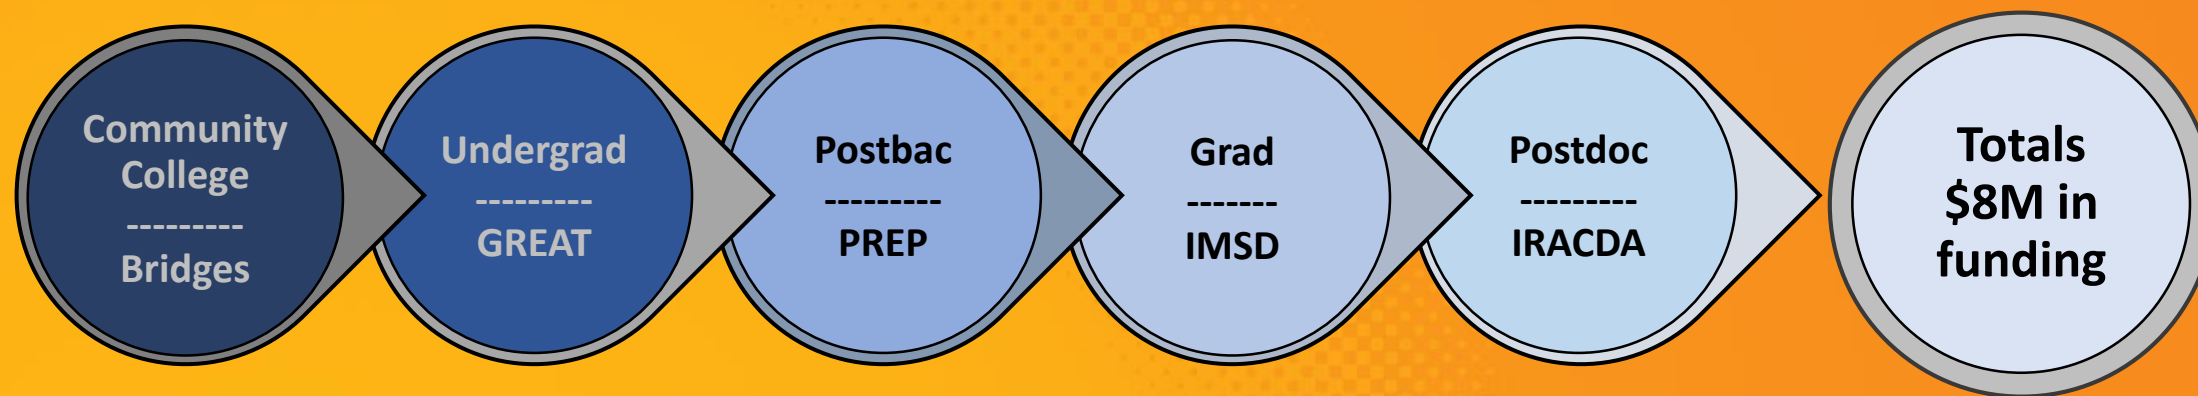 Community
College
---------
Bridges
Undergrad
---------
GREAT
Postbac
---------
PREP
Grad
-------
IMSD
Postdoc
---------
IRACDA
Totals
$8M in
funding